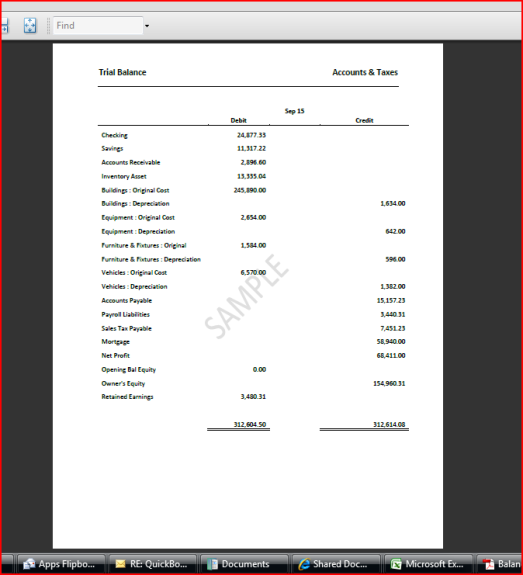 Find
Trial Balance Accounts & Taxes
Sep 15
Debit Credit
Checking 24,877.33
Savings 11,317.22
Accounts Receivable 2,896.60
Inventory Asset 13,335.04
Buildings : Original Cost 245,890.00
Buildings : Depreciation 1,634.00
Equipment : Original Cost 2,654.00
Equipment : Depreciation 642.00
Furniture & Fixtures : Original 1,584.00
Furniture & Fixtures : Depreciation 596.00
Vehicles : Original Cost 6,570.00
Vehicles : Depreciation 1,382.00
Accounts Payable 15,157.23
Payroll Liabilities 3,440.31
Sales Tax Payable 7,451.23
Mortgage 58,940.00
Net Profit 68,411.00
Opening Bal Equity 0.00
Owner's Equity 154,960.31
Retained Earnings 3,480.31
312,604.50 312,614.08
SAMPLE
Apps Flipbo... RE: QuickBo... Documents Shared Doc... Microsoft Ex... Balan